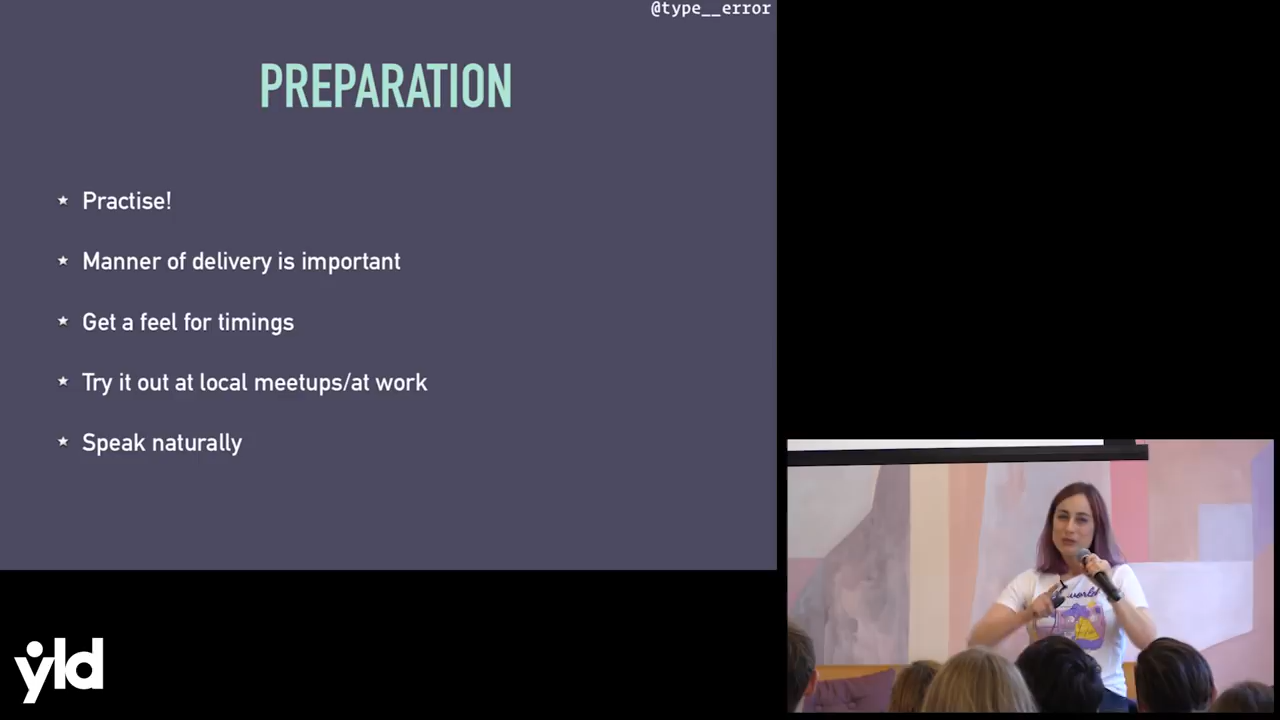 @type__error
PREPARATION
Practise!
Manner of delivery is important
Get a feel for timings
Try it out at local meetups/at work
Speak naturally
yld
world